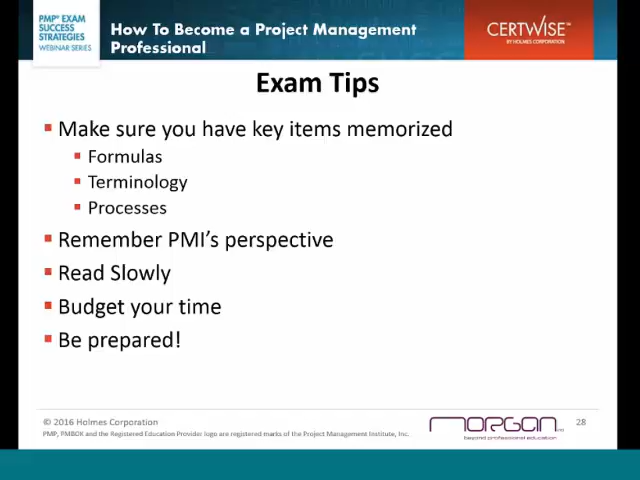 PMP® EXAM
SUCCESS
STRATEGIES
WEBINAR SERIES
How To Become a Project Management
Professional
CERTWISE™
BY HOLMES CORPORATION
Exam Tips
Make sure you have key items memorized
Formulas
Terminology
Processes
Remember PMI's perspective
Read Slowly
Budget your time
Be prepared!
© 2016 Holmes Corporation
PMP, PMBOK and the Registered Education Provider logo are registered marks of the Project Management Institute, Inc.
morgan
beyond professional education
28